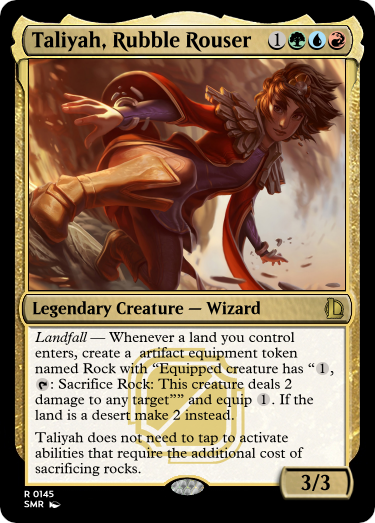 Taliyah, Rubble Rouser 1
Legendary Creature — Wizard
Landfall — Whenever a land you control
enters, create a  artifact equipment token
named Rock with “Equipped creature has “1,
: Sacrifice Rock: This creature deals 2
damage to any target”” and equip 1. If the
land is a desert make 2 instead.
Taliyah does not need to tap to activate
abilities that require the additional cost of
sacrificing rocks.
3/3
R 0145
SMR